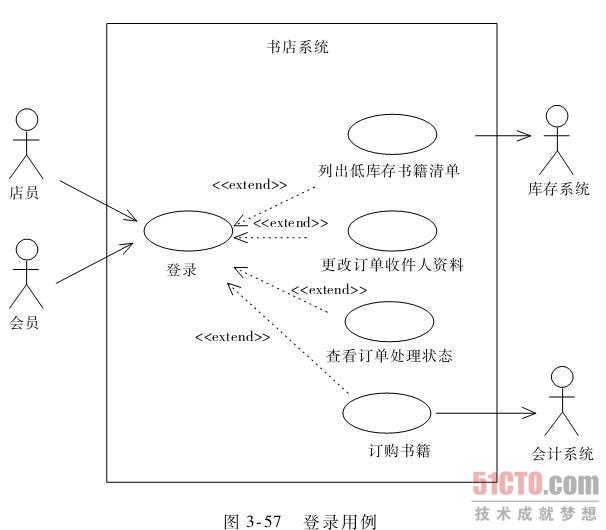 书店系统
店员
会员
登录
<<extend>>
列出低库存书籍清单
库存系统
<<extend>>
更改订单收件人资料
<<extend>>
查看订单处理状态
<<extend>>
订购书籍
会计系统
51CTO.com
技术成就梦想
图 3-57 登录用例